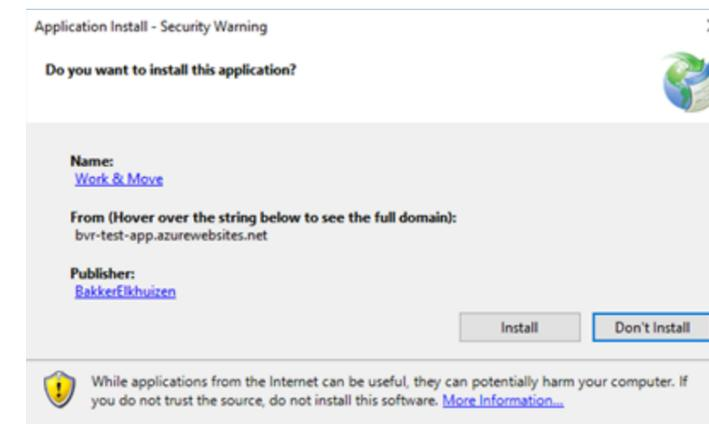 Application Install - Security Warning
Do you want to install this application?
Name:
Work & Move
From (Hover over the string below to see the full domain):
bvr-test-app.azurewebsites.net
Publisher:
BakkerElkhuizen
Install
Don't Install
While applications from the Internet can be useful, they can potentially harm your computer. If
you do not trust the source, do not install this software. More Information...